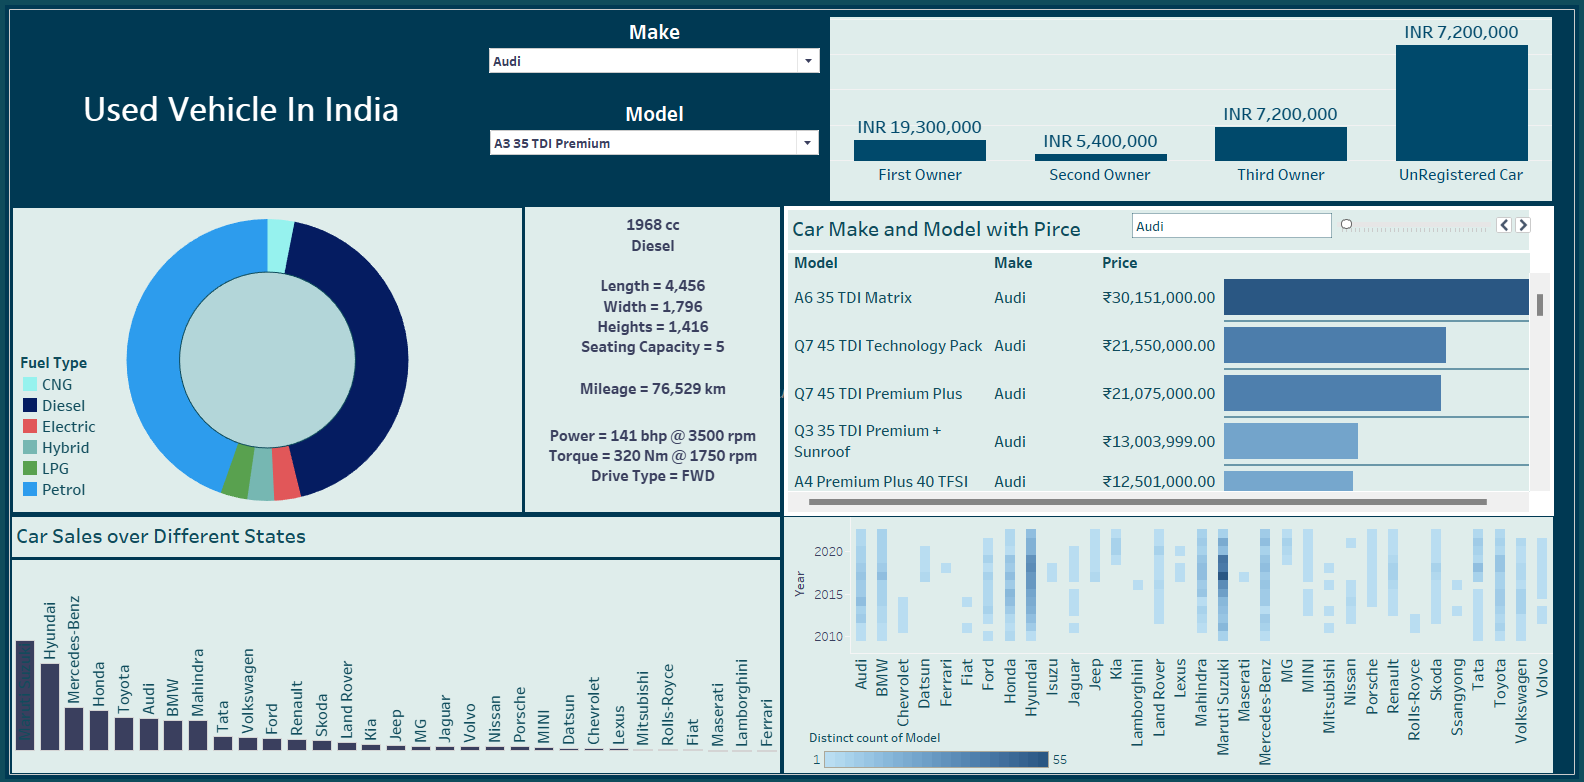 Used Vehicle In India
Make
Audi
Model
A3 35 TDI Premium
INR 19,300,000
INR 5,400,000
INR 7,200,000
INR 7,200,000
First Owner
Second Owner
Third Owner
UnRegistered Car
Fuel Type
CNG
Diesel
Electric
Hybrid
LPG
Petrol
1968 cc
Diesel
Length = 4,456
Width = 1,796
Heights = 1,416
Seating Capacity = 5
Mileage = 76,529 km
Power = 141 bhp @ 3500 rpm
Torque = 320 Nm @ 1750 rpm
Drive Type = FWD
Car Make and Model with Pirce
Audi
Model Make Price
A6 35 TDI Matrix Audi ₹30,151,000.00
Q7 45 TDI Technology Pack Audi ₹21,550,000.00
Q7 45 TDI Premium Plus Audi ₹21,075,000.00
Q3 35 TDI Premium +
Sunroof Audi ₹13,003,999.00
A4 Premium Plus 40 TFSI Audi ₹12,501,000.00
Car Sales over Different States
Hyundai
Mercedes-Benz
Honda
Toyota
Audi
BMW
Mahindra
Tata
Volkswagen
Ford
Renault
Skoda
Land Rover
Kia
Jeep
MG
Jaguar
Volvo
Nissan
Porsche
MINI
Datsun
Chevrolet
Lexus
Mitsubishi
Rolls-Royce
Fiat
Maserati
Lamborghini
Ferrari
Year
2020
2015
2010
Audi
BMW
Chevrolet
Datsun
Ferrari
Fiat
Ford
Honda
Hyundai
Isuzu
Jaguar
Jeep
Kia
Lamborghini
Land Rover
Lexus
Mahindra
Maruti Suzuki
Maserati
Mercedes-Benz
MG
MINI
Mitsubishi
Nissan
Porsche
Renault
Rolls-Royce
Skoda
Ssangyong
Tata
Toyota
Volkswagen
Volvo
Distinct count of Model
1
55